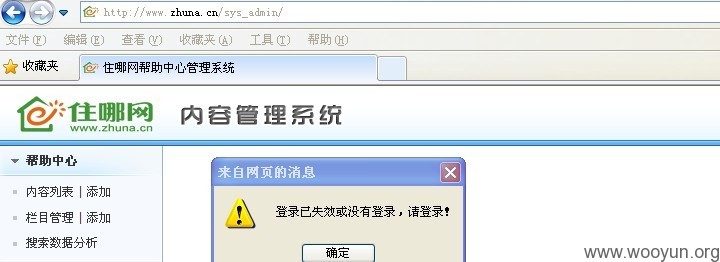 http://www.zhuna.cn/sys_admin/
文件(F) 编辑(E) 查看(V) 收藏夹(A) 工具(T) 帮助(H)
收藏夹 住哪网帮助中心管理系统
住哪网 内容管理系统
www.zhuna.cn
帮助中心
内容列表 | 添加
栏目管理 | 添加
搜索数据分析
来自网页的消息
登录已失效或没有登录，请登录!
确定
www.wooyun.org